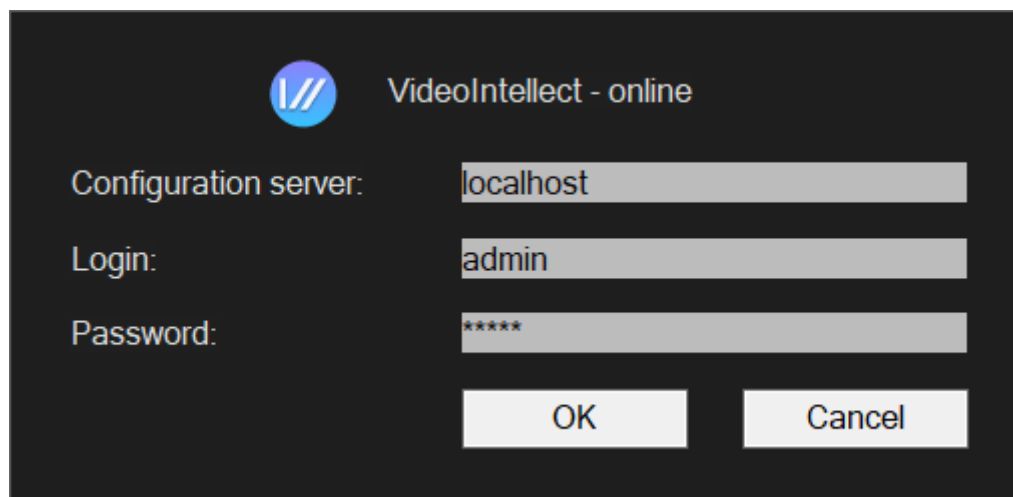 VideoIntellect - online
Configuration server: localhost
Login: admin
Password: *****
OK Cancel